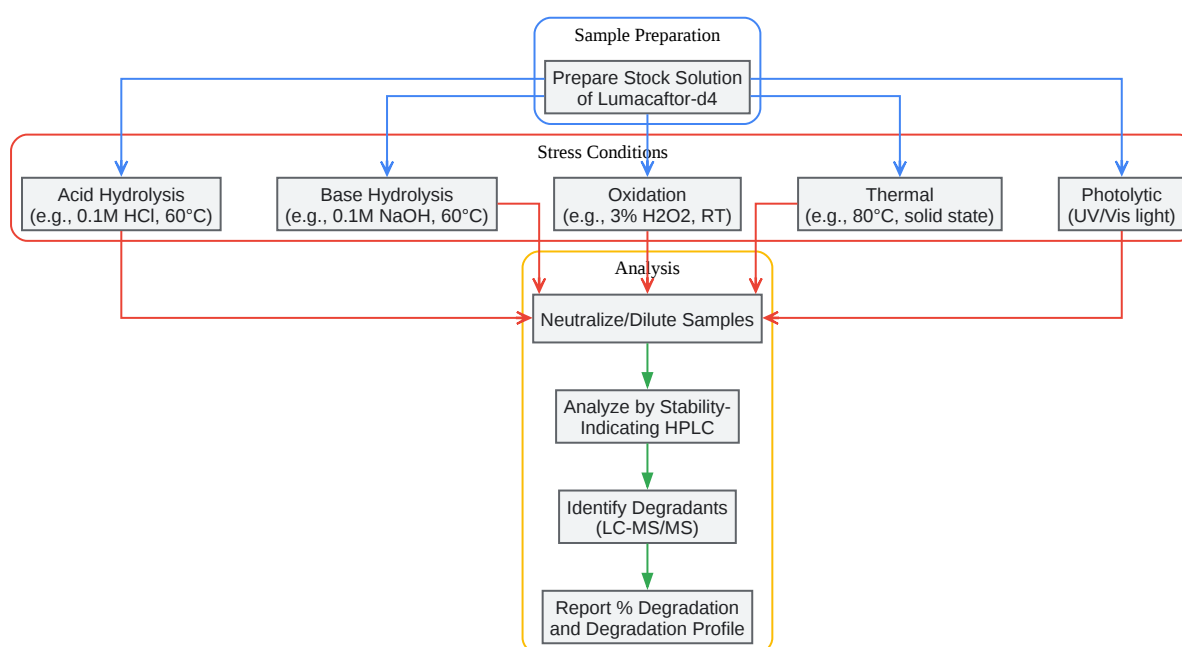 Sample Preparation
Prepare Stock Solution
of Lumacaftor-d4
Stress Conditions
Acid Hydrolysis
(e.g., 0.1M HCl, 60°C)
Base Hydrolysis
(e.g., 0.1M NaOH, 60°C)
Oxidation
(e.g., 3% H2O2, RT)
Thermal
(e.g., 80°C, solid state)
Photolytic
(UV/Vis light)
Analysis
Neutralize/Dilute Samples
Analyze by Stability-
Indicating HPLC
Identify Degradants
(LC-MS/MS)
Report % Degradation
and Degradation Profile